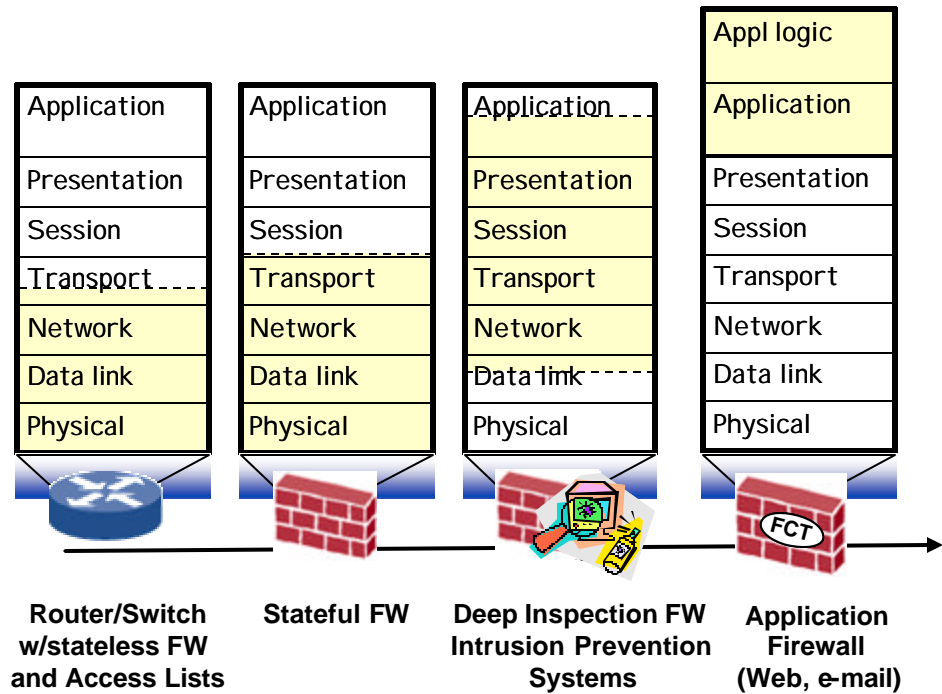 Application
Presentation
Session
Transport
Network
Data link
Physical
Router/Switch
w/stateless FW
and Access Lists
Application
Presentation
Session
Transport
Network
Data link
Physical
Stateful FW
Application
Presentation
Session
Transport
Network
Data link
Physical
Deep Inspection FW
Intrusion Prevention
Systems
Appl logic
Application
Presentation
Session
Transport
Network
Data link
Physical
FCT
Application
Firewall
(Web, e-mail)